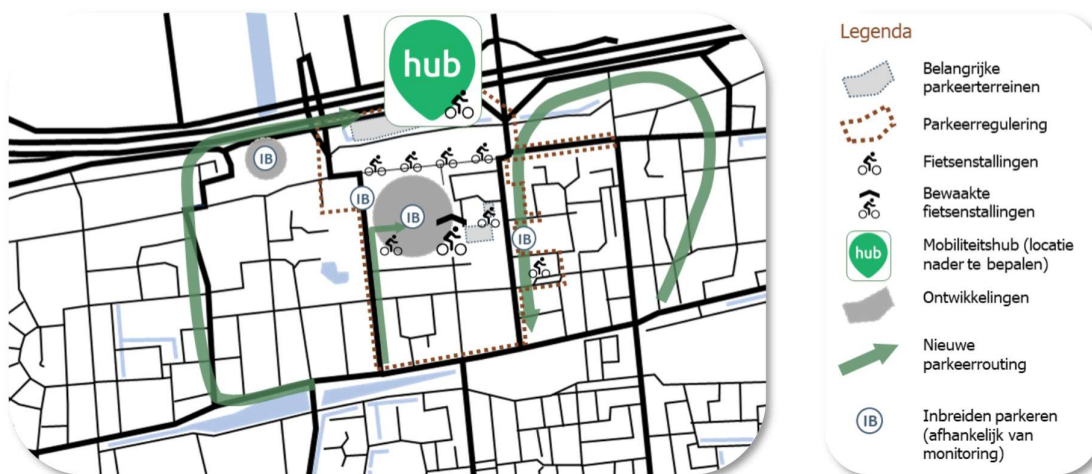 hub
IB
IB
IB
IB
Legenda
Belangrijke
parkeerterreinen
Parkeerregulering
Fietsenstallingen
Bewaakte
fietsenstallingen
hub
Mobiliteitshub (locatie
nader te bepalen)
Ontwikkelingen
Nieuwe
parkeerrouting
IB
Inbreiden parkeren
(afhankelijk van
monitoring)